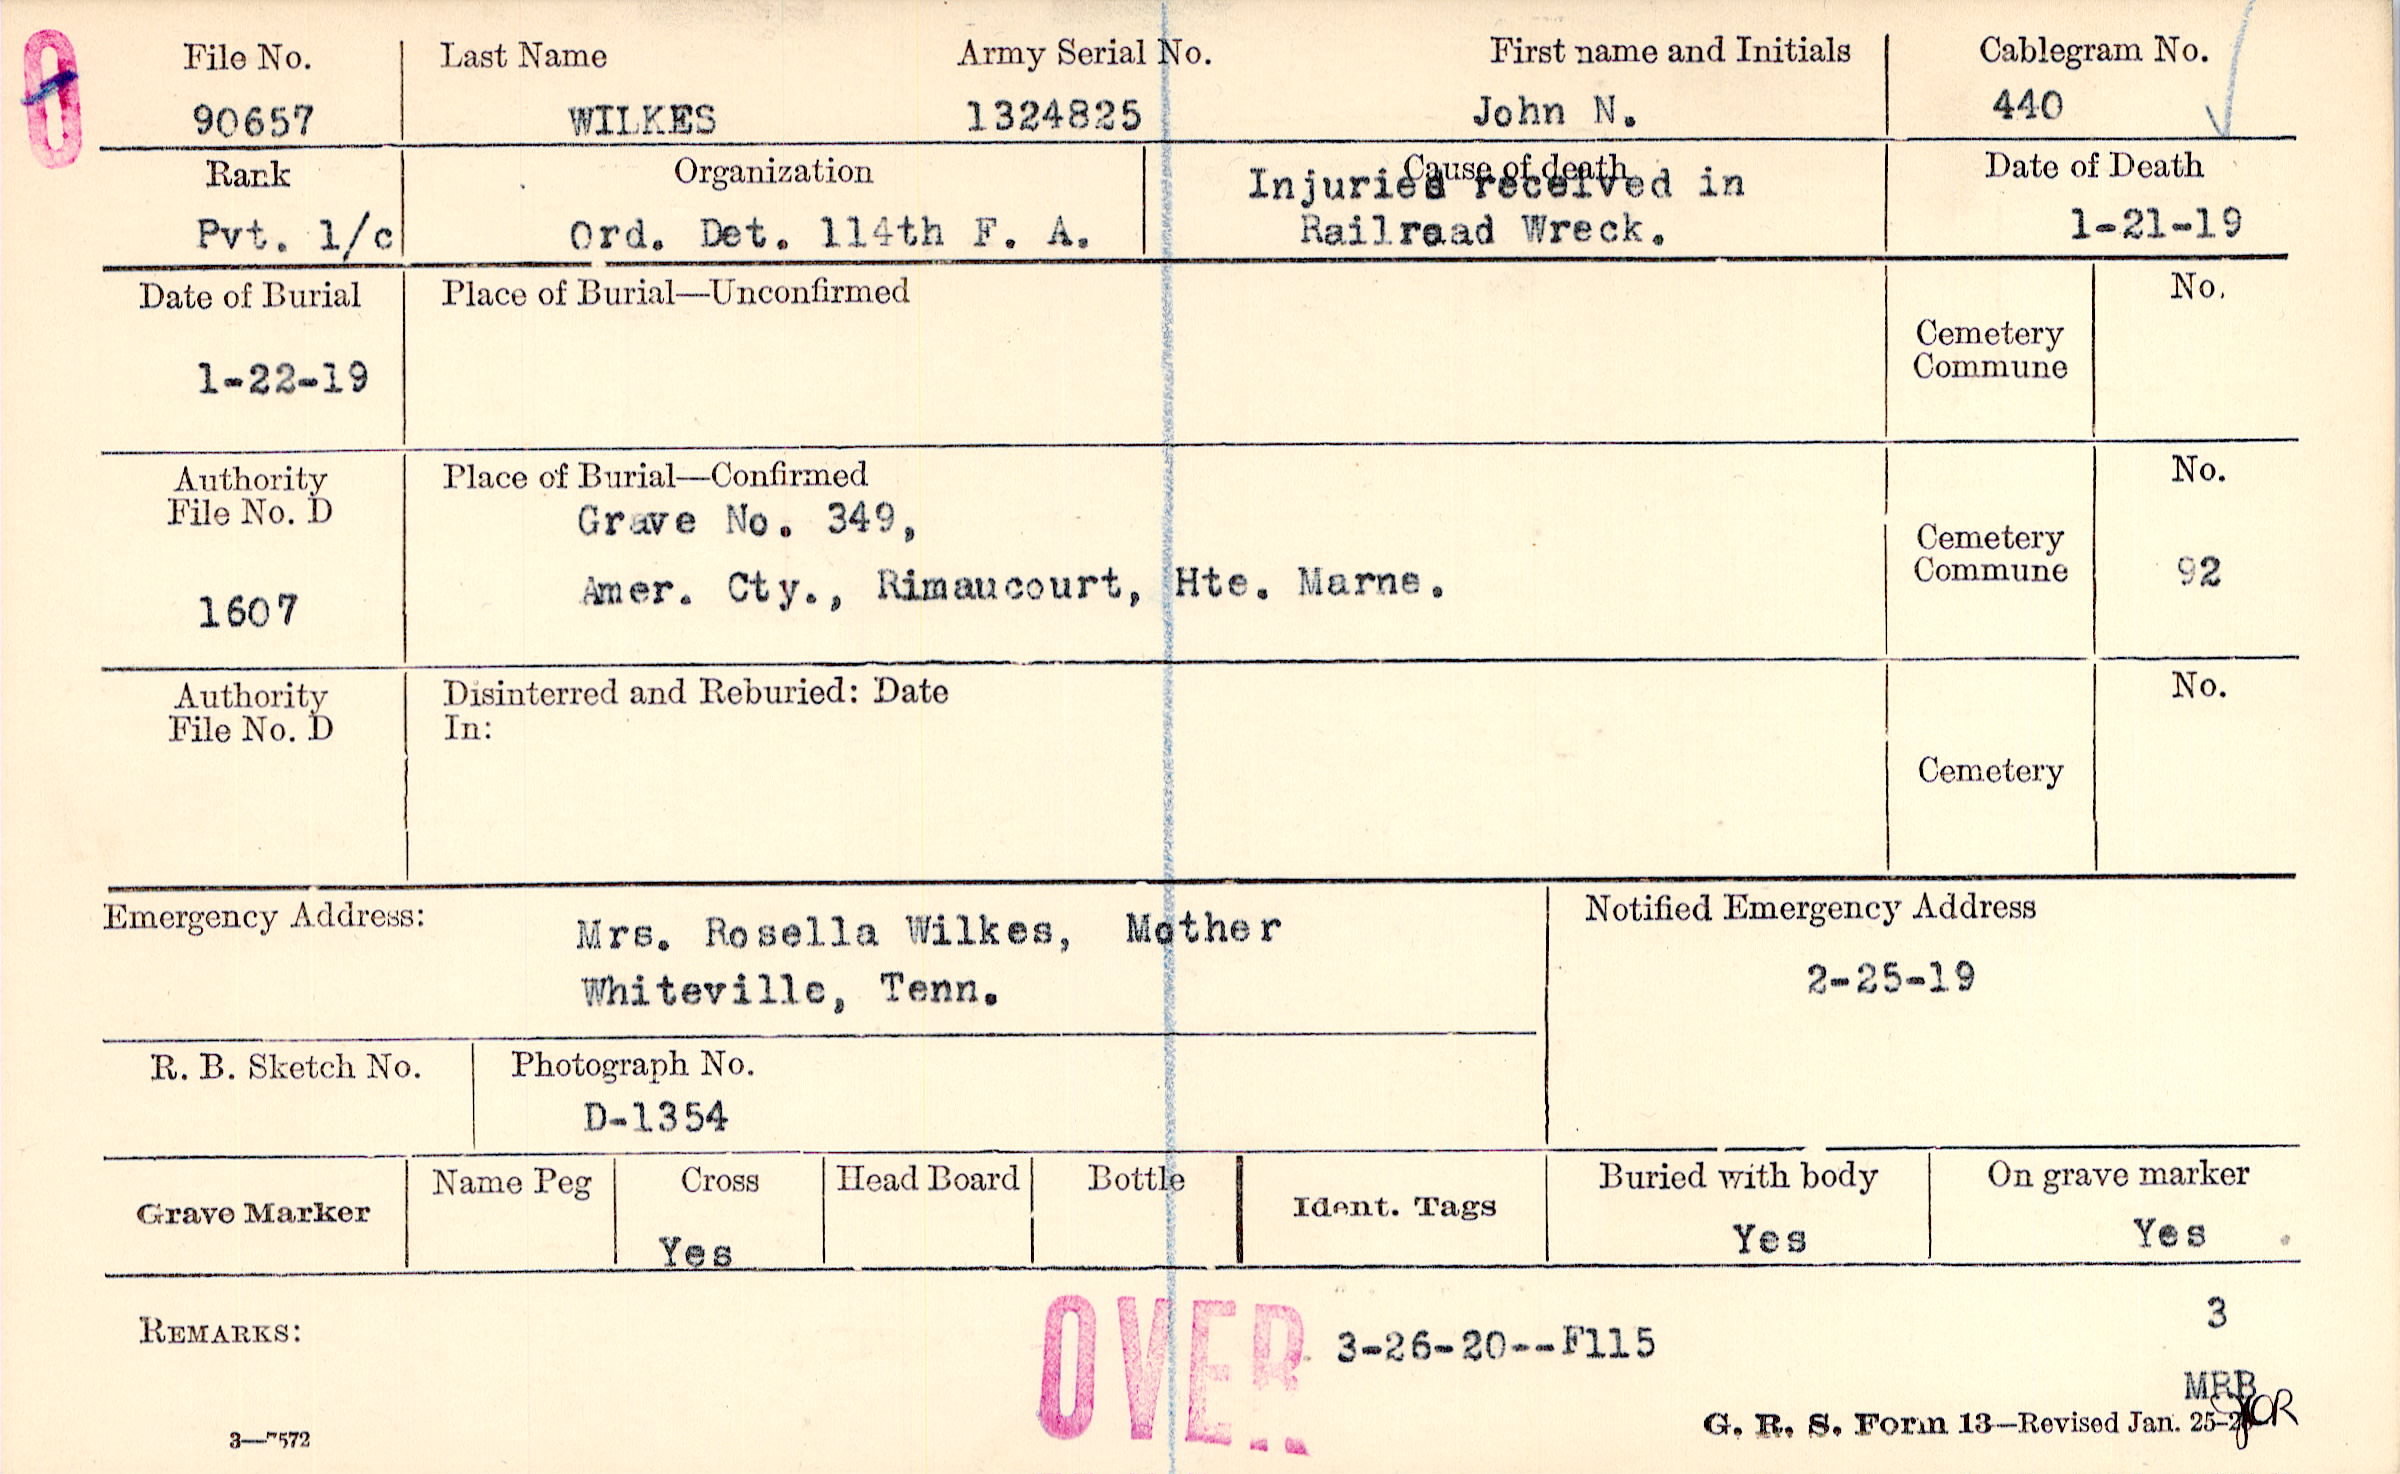 File No. Last Name Army Serial No. First name and Initials Cablegram No.
90657 WILKES 1324825 John N. 440
Rank Organization Cause of death Date of Death
Injuries received in
Pvt. 1/c Ord. Det. 114th F. A. Railroad Wreck. 1-21-19
Date of Burial Place of Burial—Unconfirmed No.
Cemetery
Commune
1-22-19
Authority Place of Burial—Confirmed No.
File No. D Grave No. 349,
Cemetery
Commune 92
1607 Amer. Cty., Rimaucourt, Hte. Marne.
Authority Disinterred and Reburied: Date No.
File No. D In:
Cemetery
Emergency Address: Mrs. Rosella Wilkes, Mother Notified Emergency Address
Whiteville, Tenn. 2-25-19
R. B. Sketch No. Photograph No.
D-1354
Grave Marker Name Peg Cross Head Board Bottle Ident. Tags Buried with body On grave marker
Yes Yes Yes
REMARKS: OVER 3-26-20--F115 3
MRB
3—7572 G. R. S. Form 13—Revised Jan. 25-